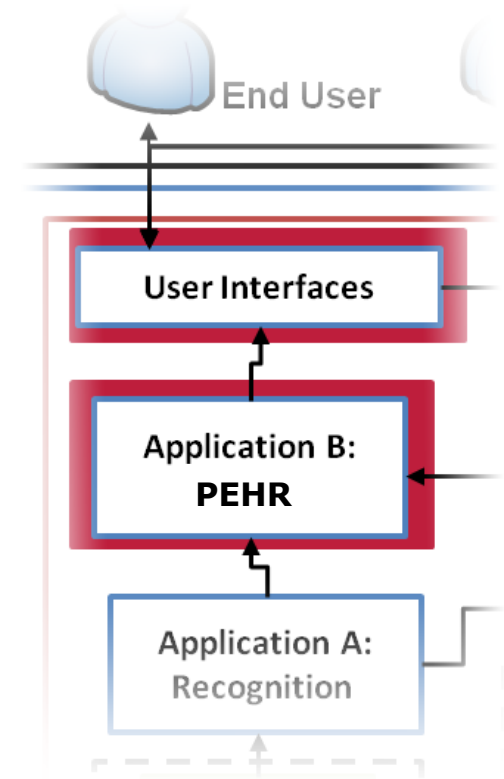 End User
User Interfaces
Application B:
PEHR
Application A:
Recognition